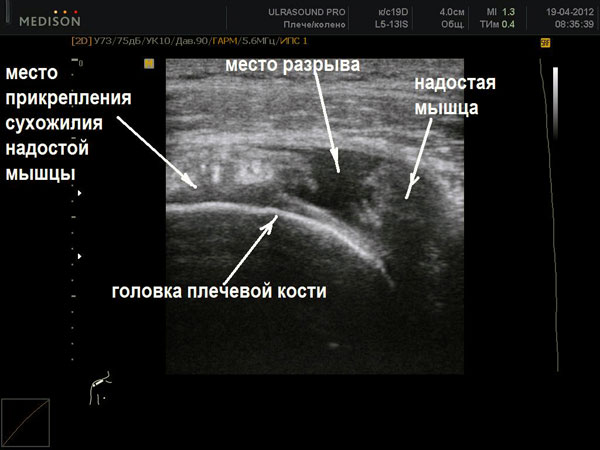 MEDISON
ULTRASOUND PRO
Плечо/колено
к/с19D
L5-13IS
4.0см
Общ.
MI 1.3
ТИм 0.4
19-04-2012
08:35:39
[2D] У73/75дБ/УК10/Дав.90/ГАРМ/5.6МГц/ИПС 1
место
прикрепления
сухожилия
надостой
мышцы
место разрыва
надостая
мышца
головка плечевой кости
0